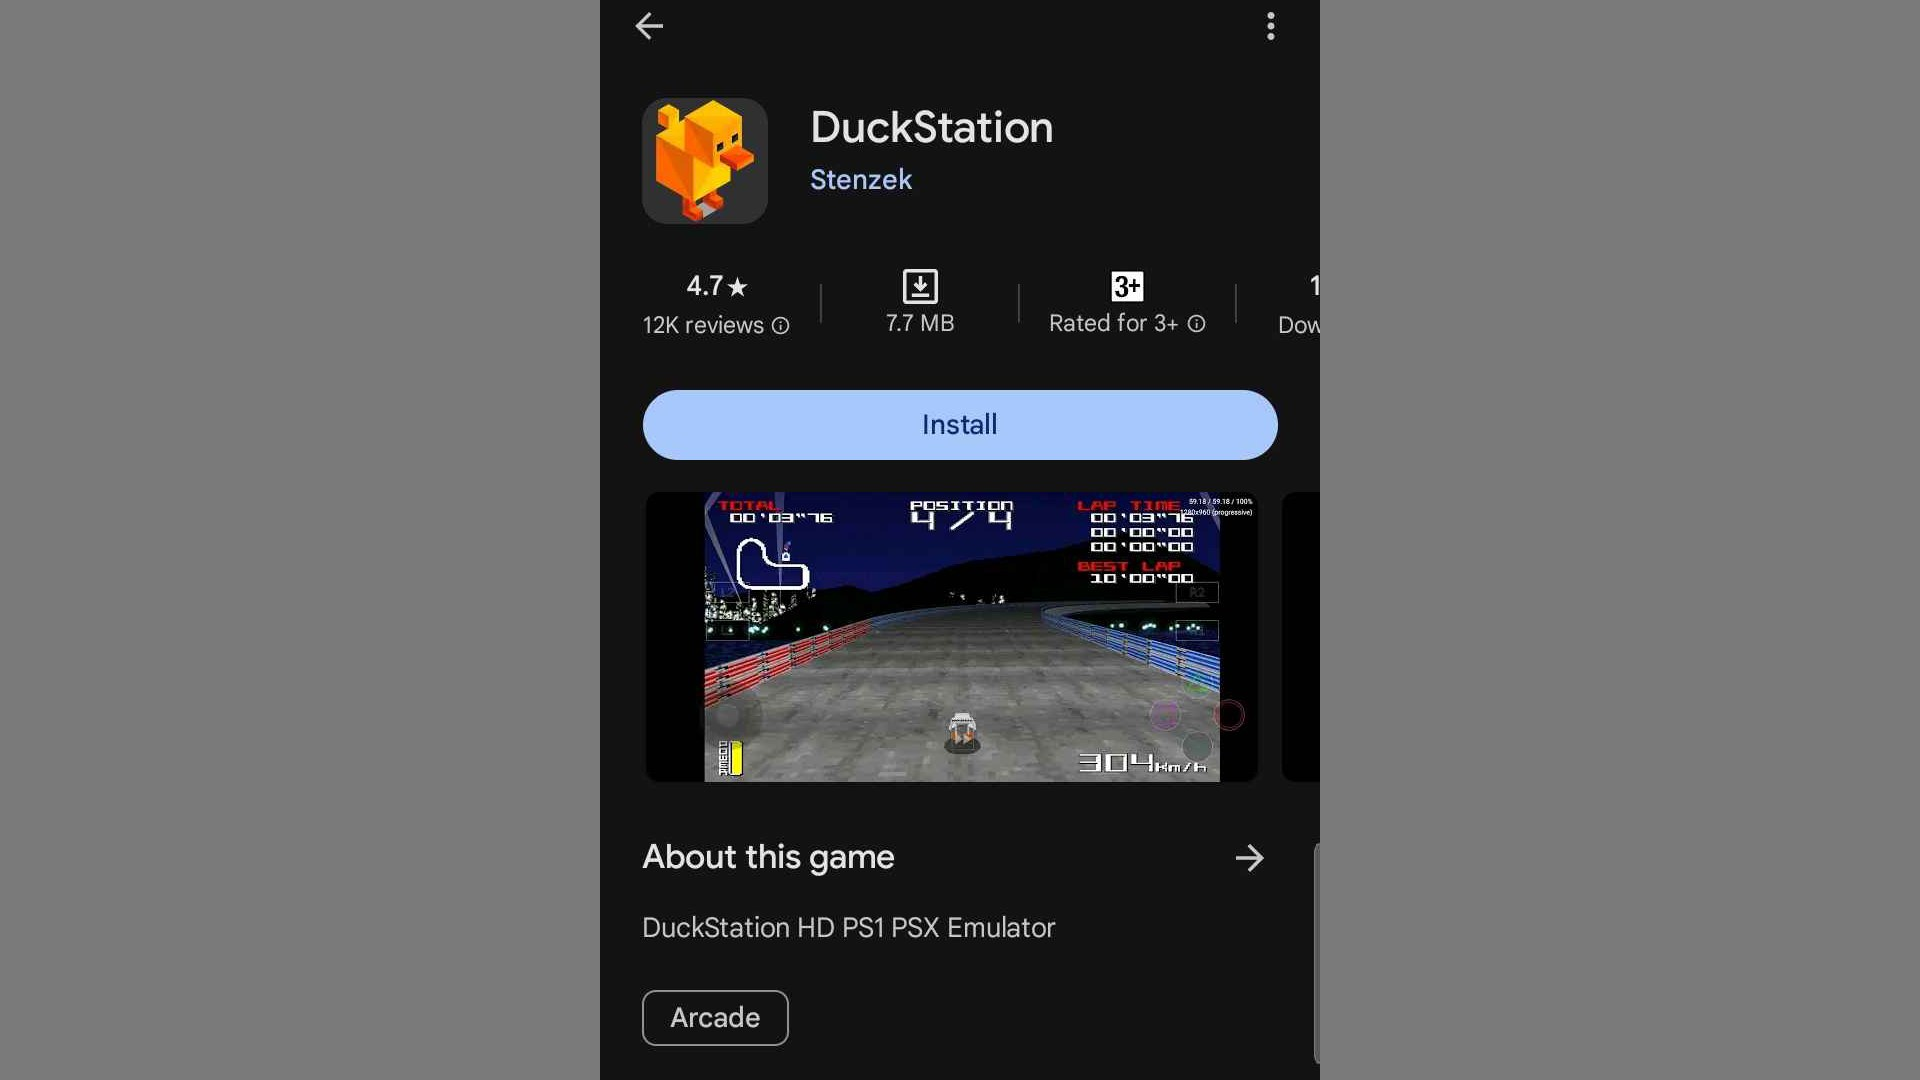 DuckStation
Stenzek
4.7★
12K reviews
7.7 MB
3+
Rated for 3+
1
Dow
Install
TOTAL
00'03"76
POSITION
4/4
LAP TIME
00'03"76
00'00"00
00'00"00
BEST LAP
10'00"00
59.18 / 59.18 / 100%
1280x960 (progressive)
R2
POWER
304Km/h
About this game
DuckStation HD PS1 PSX Emulator
Arcade